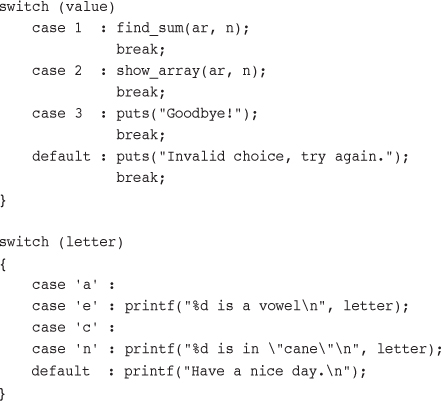 switch (value)
    case 1  : find_sum(ar, n);
              break;
    case 2  : show_array(ar, n);
              break;
    case 3  : puts("Goodbye!");
              break;
    default : puts("Invalid choice, try again.");
              break;
}

switch (letter)
{
    case 'a' :
    case 'e' : printf("%d is a vowel\n", letter);
    case 'c' :
    case 'n' : printf("%d is in \"cane\"\n", letter);
    default  : printf("Have a nice day.\n");
}